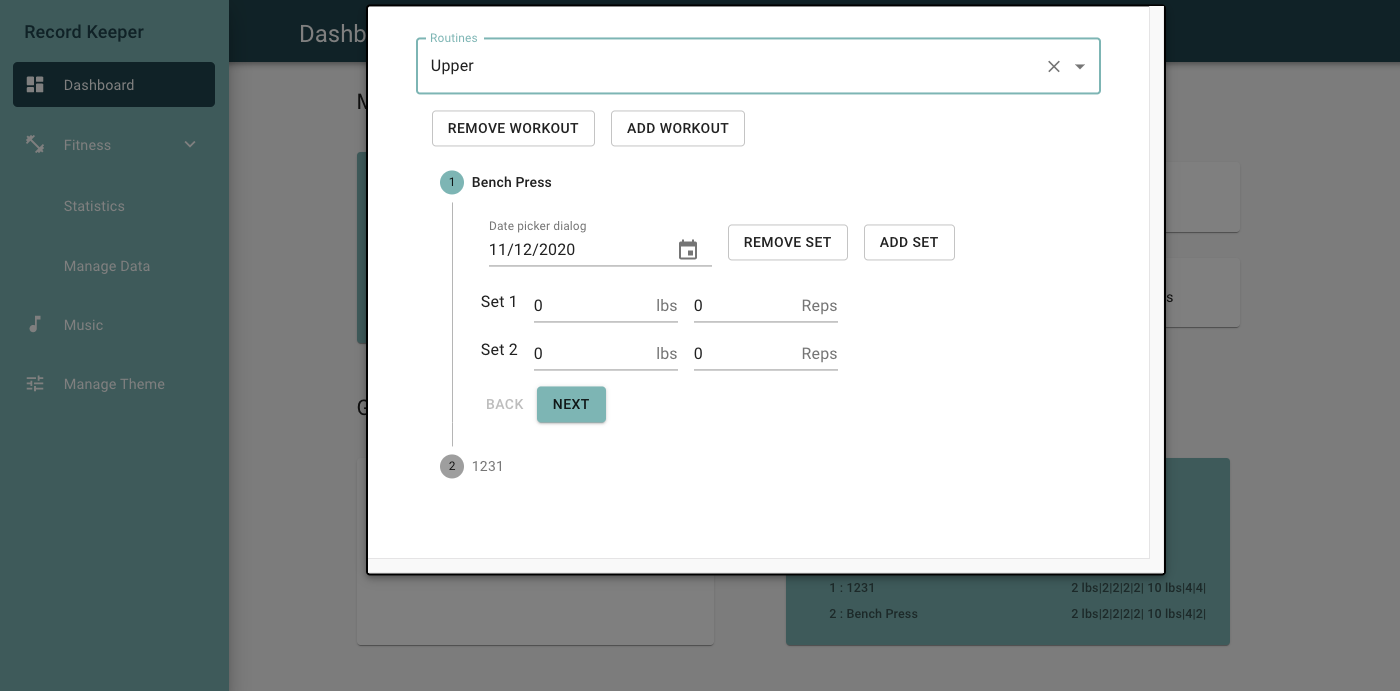 Record Keeper
Dashboard
Fitness
Statistics
Manage Data
Music
Manage Theme
Dashb
Routines
Upper
REMOVE WORKOUT ADD WORKOUT
1 Bench Press
Date picker dialog
11/12/2020
REMOVE SET ADD SET
Set 1 0 lbs 0 Reps
Set 2 0 lbs 0 Reps
BACK NEXT
2 1231
1 : 1231 2 lbs|2|2|2|2| 10 lbs|4|4|
2 : Bench Press 2 lbs|2|2|2|2| 10 lbs|4|2|